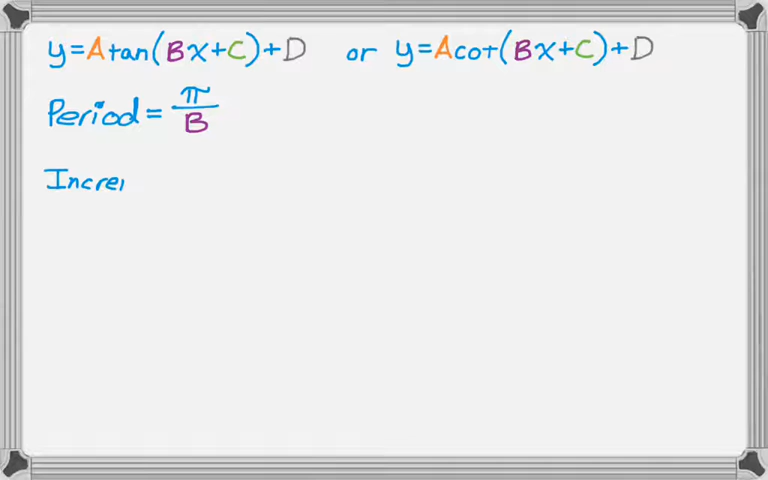 y=Atan(Bx+C)+D or y=Acot(Bx+C)+D
Period=π/B
Incre